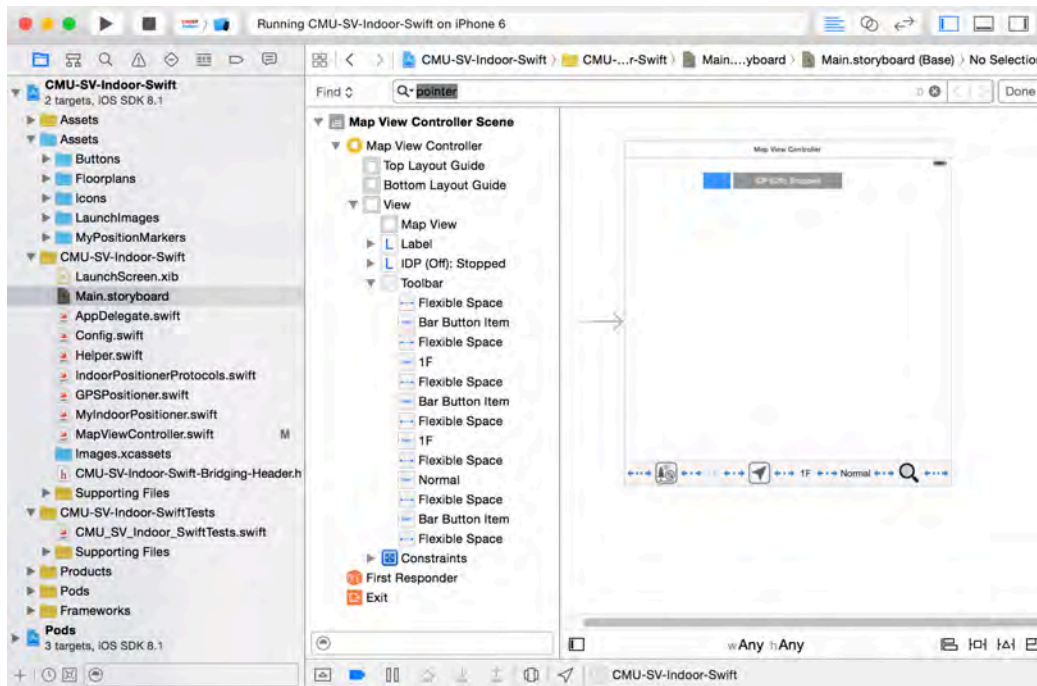 Running CMU-SV-Indoor-Swift on iPhone 6
CMU-SV-Indoor-Swift
CMU-...r-Swift
Main....yboard
Main.storyboard (Base)
No Selection
CMU-SV-Indoor-Swift
2 targets, iOS SDK 8.1
Assets
Assets
Buttons
Floorplans
Icons
LaunchImages
MyPositionMarkers
CMU-SV-Indoor-Swift
LaunchScreen.xib
Main.storyboard
AppDelegate.swift
Config.swift
Helper.swift
IndoorPositionerProtocols.swift
GPSPositioner.swift
MyIndoorPositioner.swift
MapViewController.swift M
Images.xcassets
h CMU-SV-Indoor-Swift-Bridging-Header.h
Supporting Files
CMU-SV-Indoor-SwiftTests
CMU_SV_Indoor_SwiftTests.swift
Supporting Files
Products
Pods
Frameworks
Pods
3 targets, iOS SDK 8.1
Find
pointer
Done
Map View Controller Scene
Map View Controller
Top Layout Guide
Bottom Layout Guide
View
Map View
L Label
L IDP (Off): Stopped
Toolbar
Flexible Space
Bar Button Item
Flexible Space
1F
Flexible Space
Bar Button Item
Flexible Space
1F
Flexible Space
Normal
Flexible Space
Bar Button Item
Flexible Space
Constraints
First Responder
Exit
Map View Controller
IDP (Off): Stopped
1F
Normal
wAny hAny
CMU-SV-Indoor-Swift